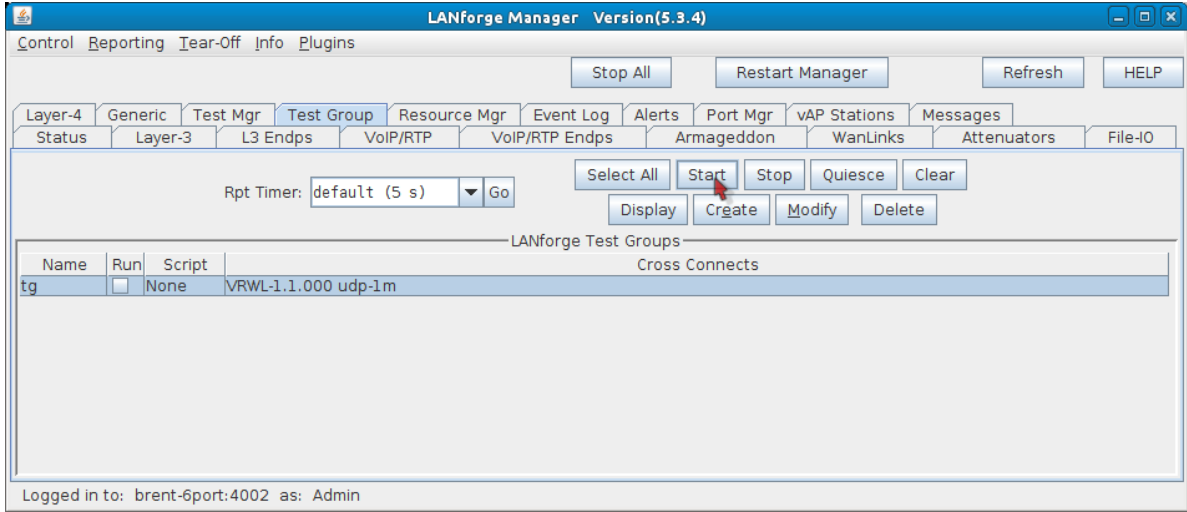 LANforge Manager Version(5.3.4)
Control Reporting Tear-Off Info Plugins
Stop All Restart Manager Refresh HELP
Layer-4 Generic Test Mgr Test Group Resource Mgr Event Log Alerts Port Mgr vAP Stations Messages
Status Layer-3 L3 Endps VoIP/RTP VoIP/RTP Endps Armageddon WanLinks Attenuators File-IO
Select All Start Stop Quiesce Clear
Rpt Timer: default (5 s) Go
Display Create Modify Delete
LANforge Test Groups
Name Run Script Cross Connects
tg None VRWL-1.1.000 udp-1m
Logged in to: brent-6port:4002 as: Admin